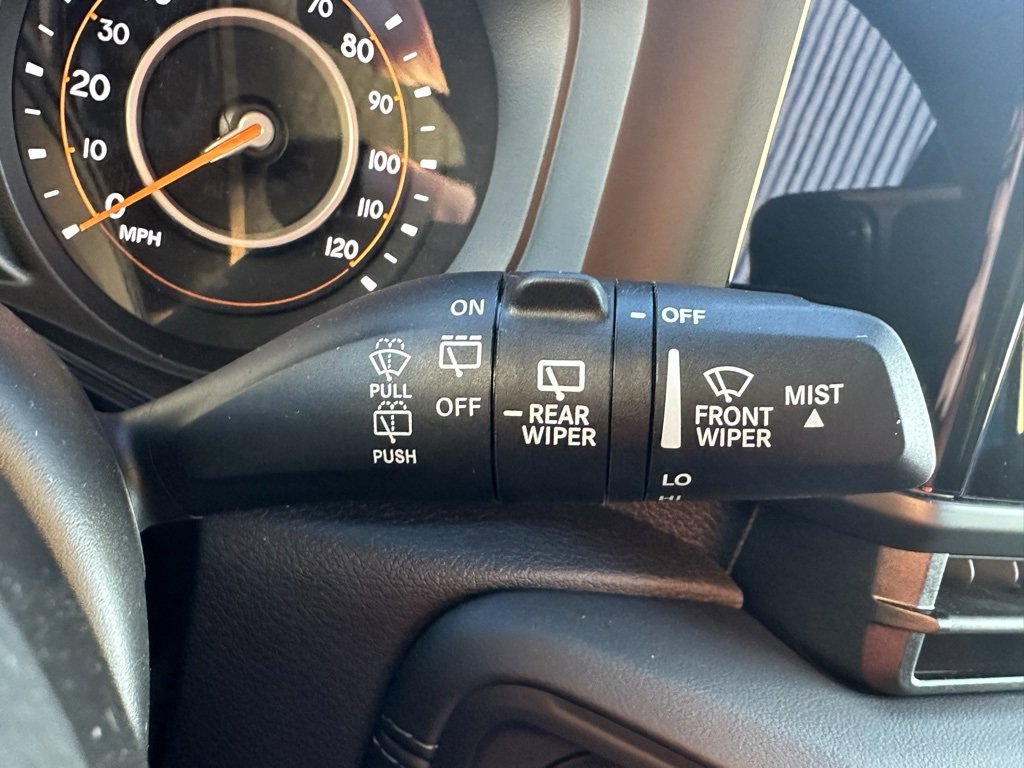 0
10
20
30
70
80
90
100
110
120
MPH
ON
OFF
PULL
PUSH
REAR
WIPER
OFF
FRONT
WIPER
MIST
LO
HI